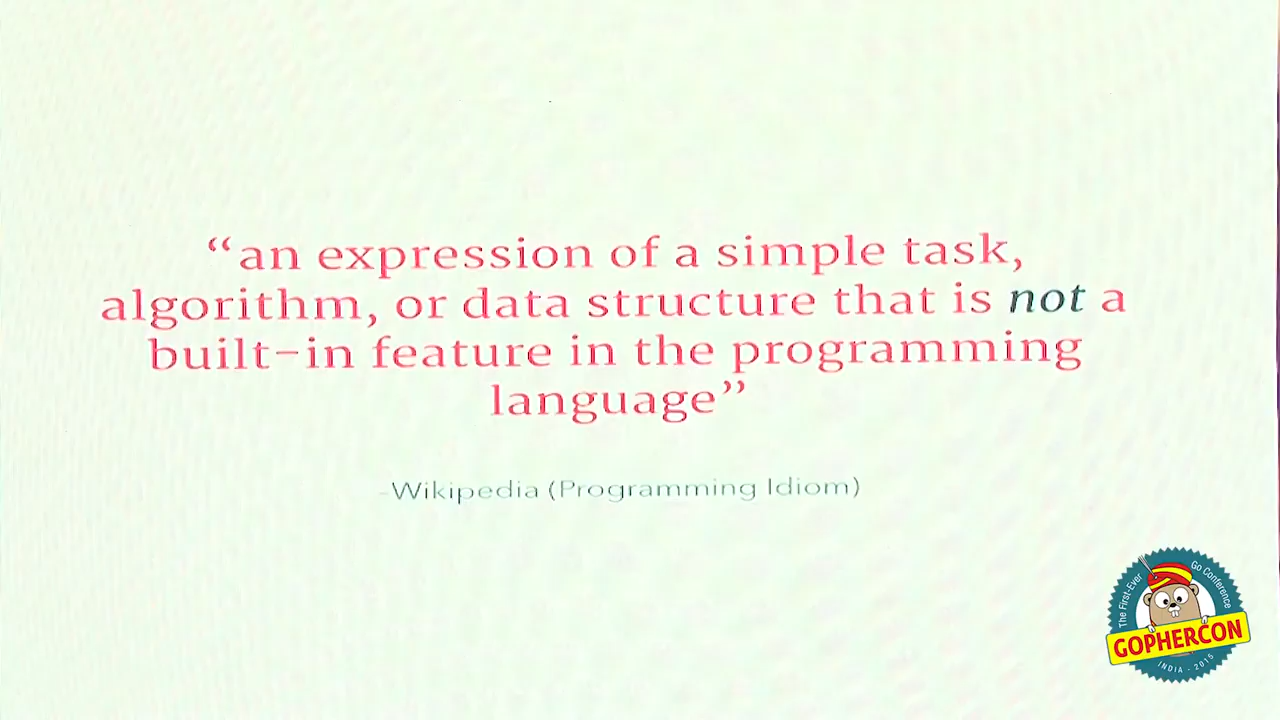 “an expression of a simple task,
algorithm, or data structure that is not a
built-in feature in the programming
language”
-Wikipedia (Programming Idiom)
The First-Ever Go Conference
GOPHERCON
INDIA - 2015